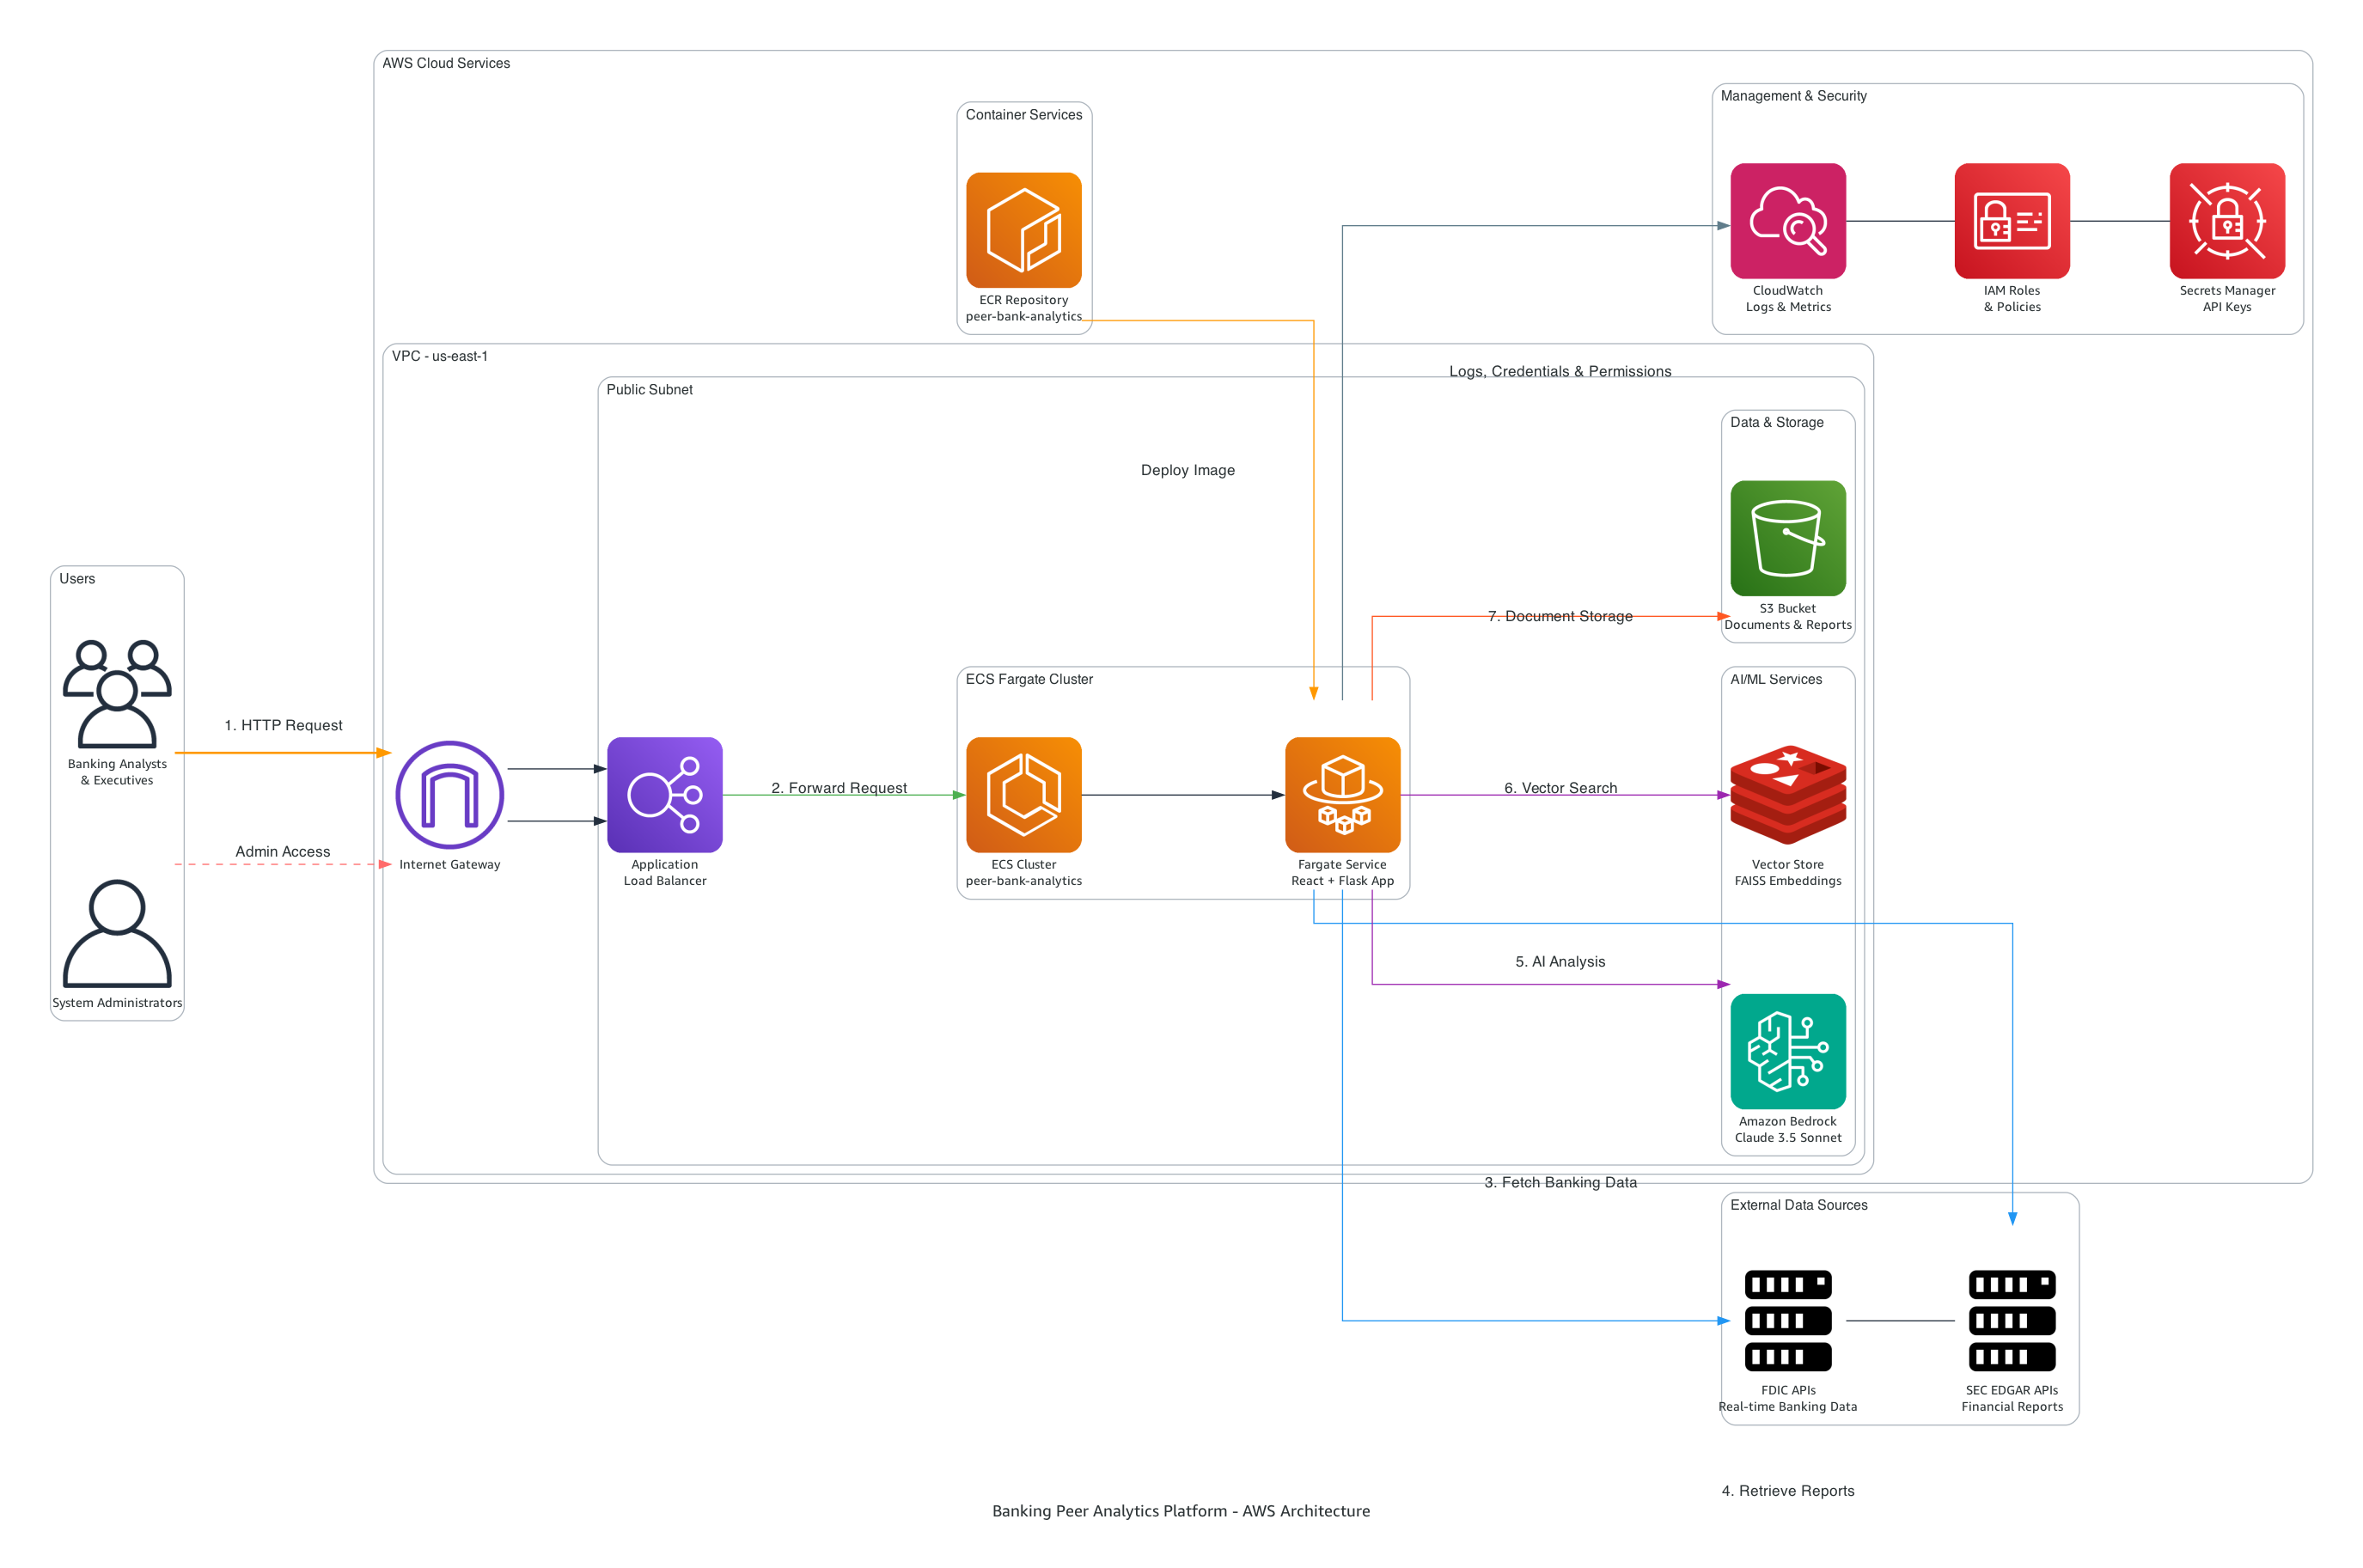 AWS Cloud Services
Management & Security
Container Services
CloudWatch
Logs & Metrics
IAM Roles
& Policies
Secrets Manager
API Keys
ECR Repository
peer-bank-analytics
VPC - us-east-1
Logs, Credentials & Permissions
Public Subnet
Data & Storage
Deploy Image
Users
S3 Bucket
Documents & Reports
7. Document Storage
ECS Fargate Cluster
AI/ML Services
1. HTTP Request
Banking Analysts
& Executives
2. Forward Request
6. Vector Search
Admin Access
Internet Gateway
Application
Load Balancer
ECS Cluster
peer-bank-analytics
Fargate Service
React + Flask App
Vector Store
FAISS Embeddings
5. AI Analysis
System Administrators
Amazon Bedrock
Claude 3.5 Sonnet
3. Fetch Banking Data
External Data Sources
FDIC APIs
Real-time Banking Data
SEC EDGAR APIs
Financial Reports
4. Retrieve Reports
Banking Peer Analytics Platform - AWS Architecture